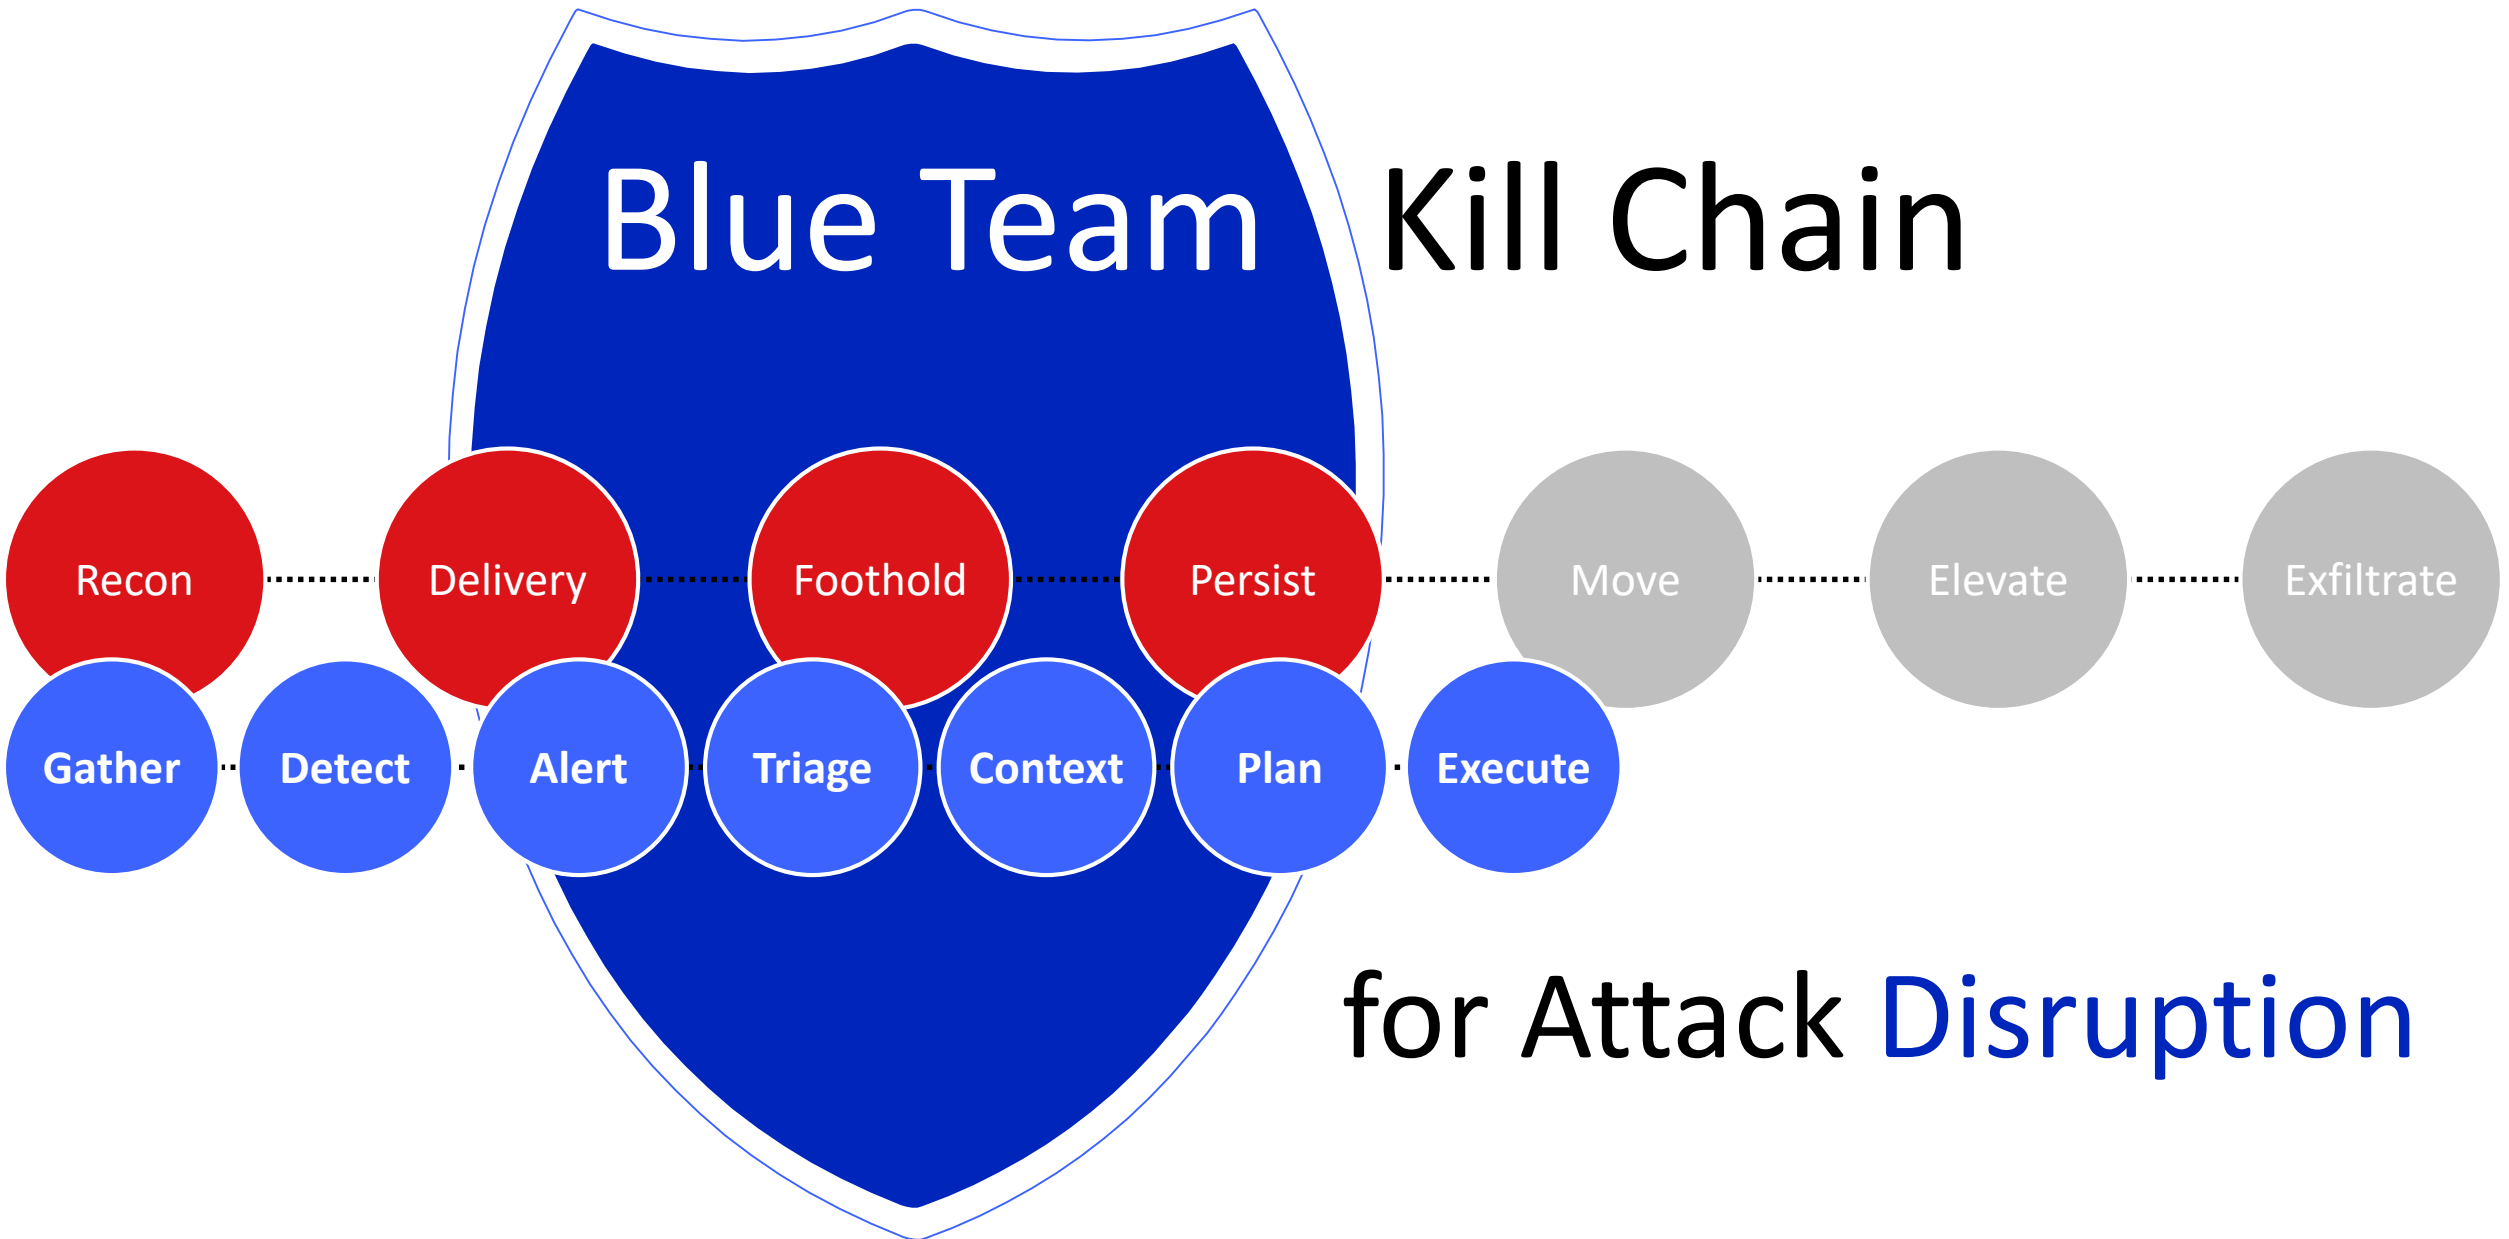 Blue Team Kill Chain
Recon Delivery Foothold Persist Move Elevate Exfiltrate
Gather Detect Alert Triage Context Plan Execute
for Attack Disruption